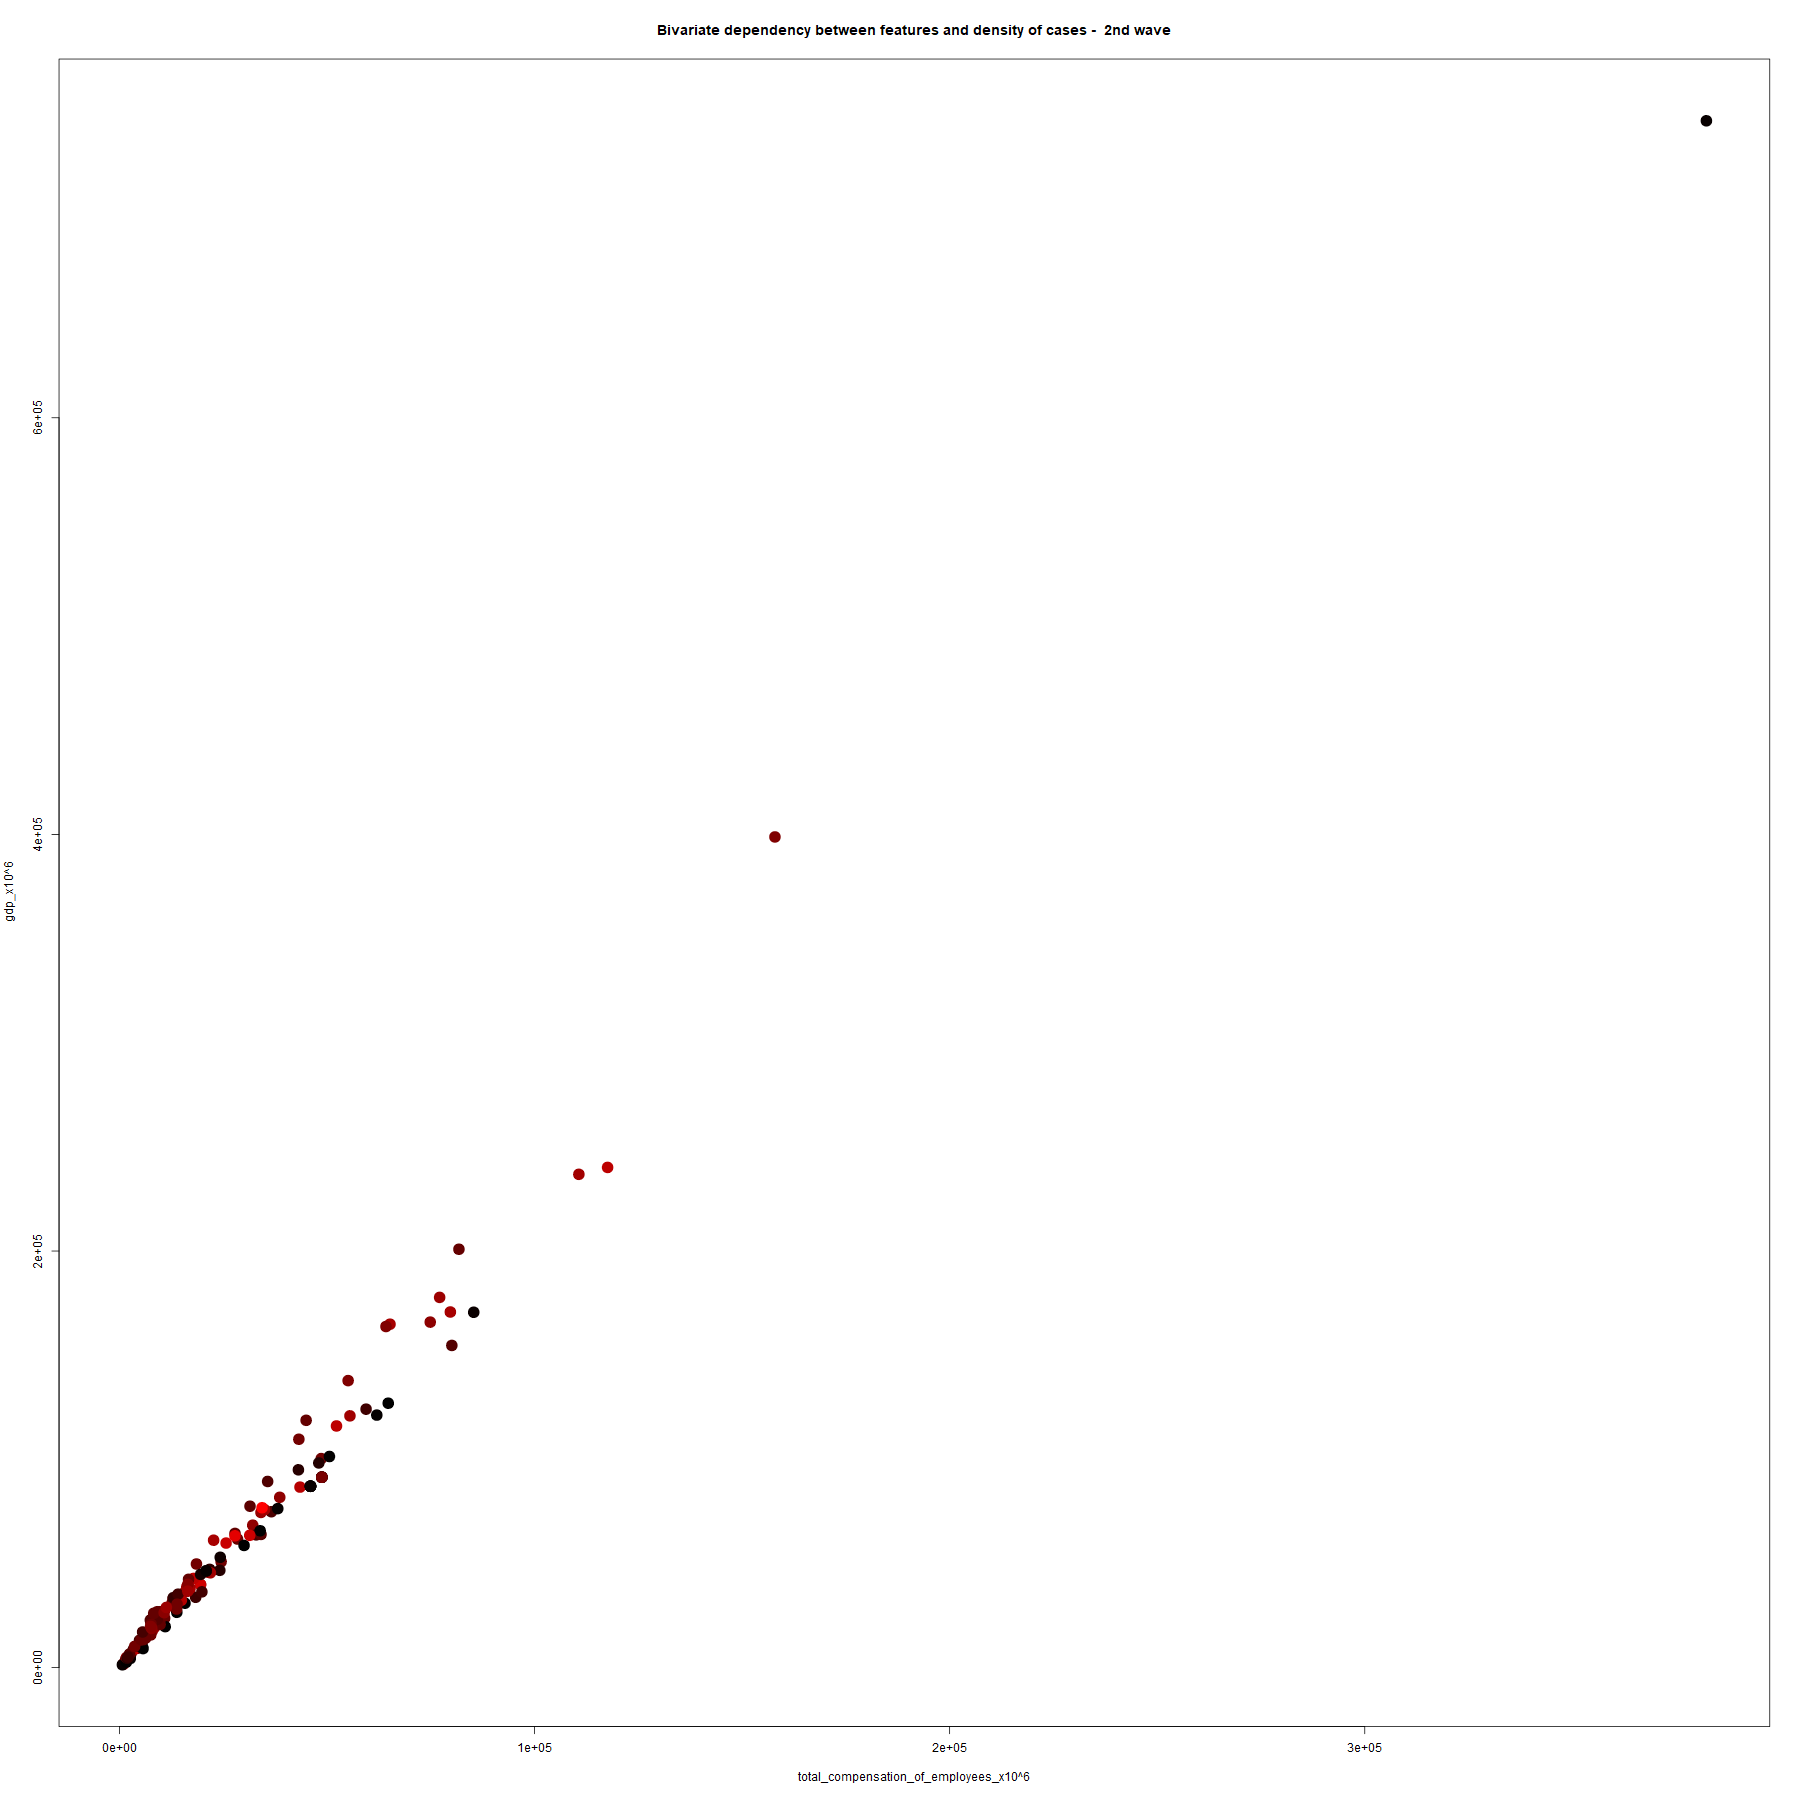 Bivariate dependency between features and density of cases -  2nd wave
6e+05
4e+05
gdp_x10^6
2e+05
0e+00
0e+00 1e+05 2e+05 3e+05
total_compensation_of_employees_x10^6